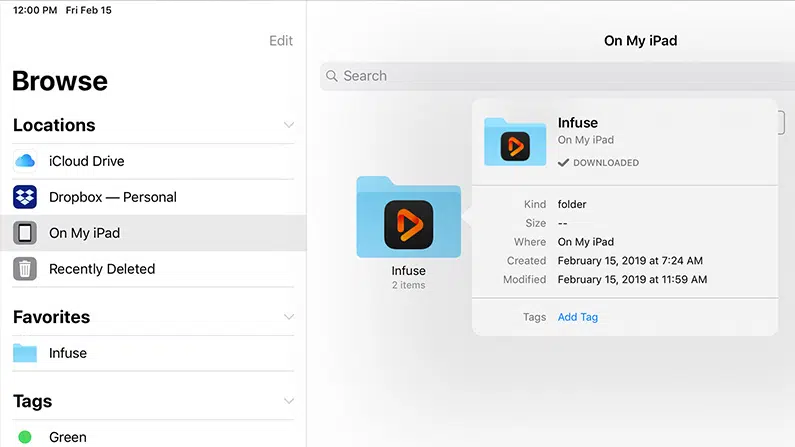 12:00 PM Fri Feb 15
Edit
Browse
Locations
iCloud Drive
Dropbox — Personal
On My iPad
Recently Deleted
Favorites
Infuse
Tags
Green
On My iPad
Search
Infuse
2 items
Infuse
On My iPad
DOWNLOADED
Kind folder
Size --
Where On My iPad
Created February 15, 2019 at 7:24 AM
Modified February 15, 2019 at 11:59 AM
Tags Add Tag